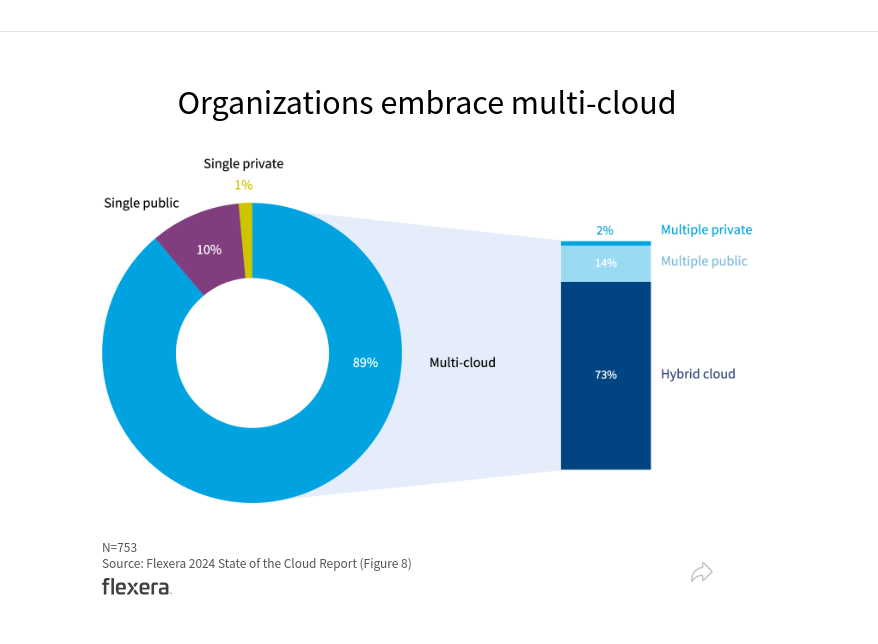 Organizations embrace multi-cloud
Single private
1%
Single public
10%
89%
Multi-cloud
2%
Multiple private
14%
Multiple public
73%
Hybrid cloud
N=753
Source: Flexera 2024 State of the Cloud Report (Figure 8)
flexera